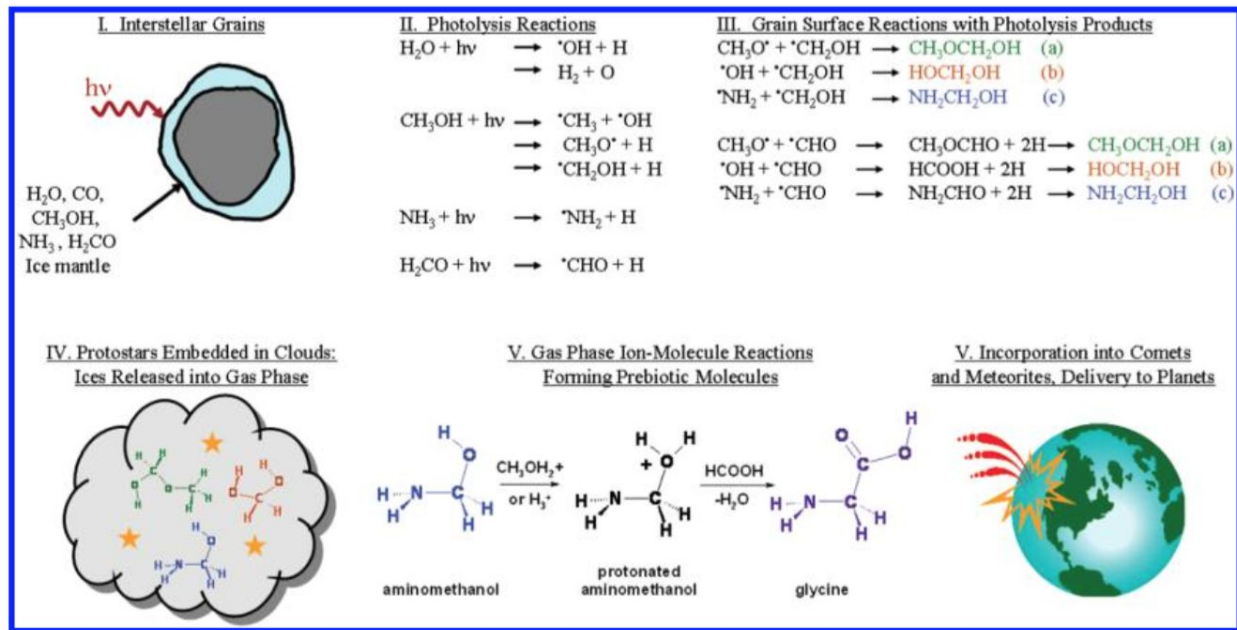 I. Interstellar Grains
hν
H₂O, CO,
CH₃OH,
NH₃, H₂CO
Ice mantle
II. Photolysis Reactions
H₂O + hν → •OH + H
→ H₂ + O
CH₃OH + hν → •CH₃ + •OH
→ CH₃O• + H
→ •CH₂OH + H
NH₃ + hν → •NH₂ + H
H₂CO + hν → •CHO + H
III. Grain Surface Reactions with Photolysis Products
CH₃O• + •CH₂OH → CH₃OCH₂OH (a)
•OH + •CH₂OH → HOCH₂OH (b)
•NH₂ + •CH₂OH → NH₂CH₂OH (c)
CH₃O• + •CHO → CH₃OCHO + 2H → CH₃OCH₂OH (a)
•OH + •CHO → HCOOH + 2H → HOCH₂OH (b)
•NH₂ + •CHO → NH₂CHO + 2H → NH₂CH₂OH (c)
IV. Protostars Embedded in Clouds:
Ices Released into Gas Phase
H H H
C C H
O O H
H H
H H
O O
C
H H
H O
H N C H
H H
V. Gas Phase Ion-Molecule Reactions
Forming Prebiotic Molecules
H
O
H N C H
H H
aminomethanol
CH₃OH₂+
or H₃⁺
H H
+ O
H N C H
H H
protonated
aminomethanol
HCOOH
-H₂O
H
O O
C
H N C H
H H
glycine
V. Incorporation into Comets
and Meteorites, Delivery to Planets